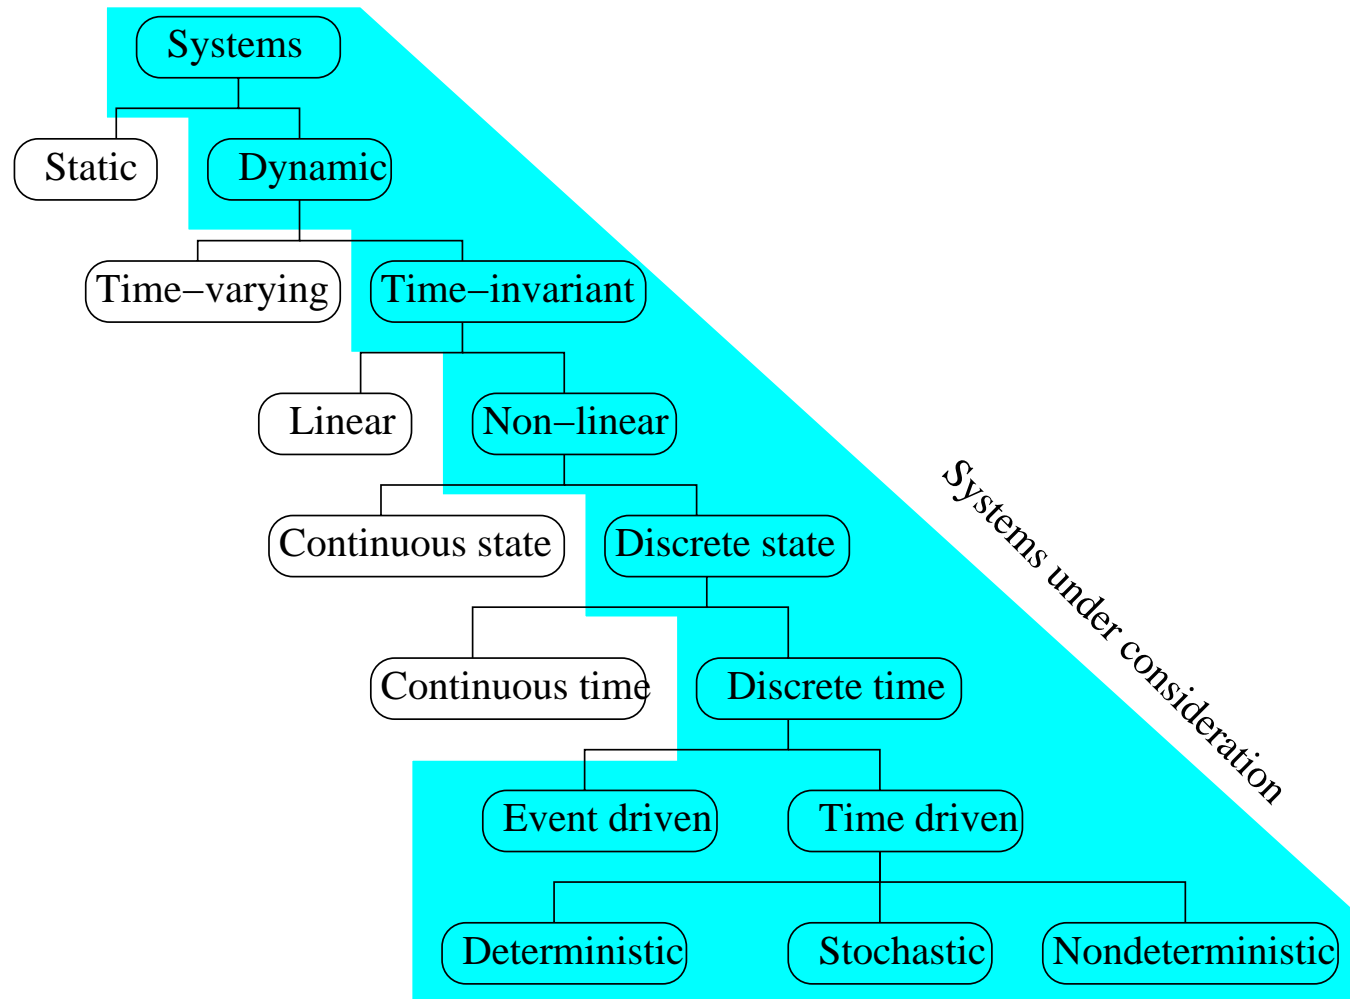 Systems
Static
Dynamic
Time–varying
Time–invariant
Linear
Non–linear
Continuous state
Discrete state
Continuous time
Discrete time
Event driven
Time driven
Deterministic
Stochastic
Nondeterministic
Systems under consideration